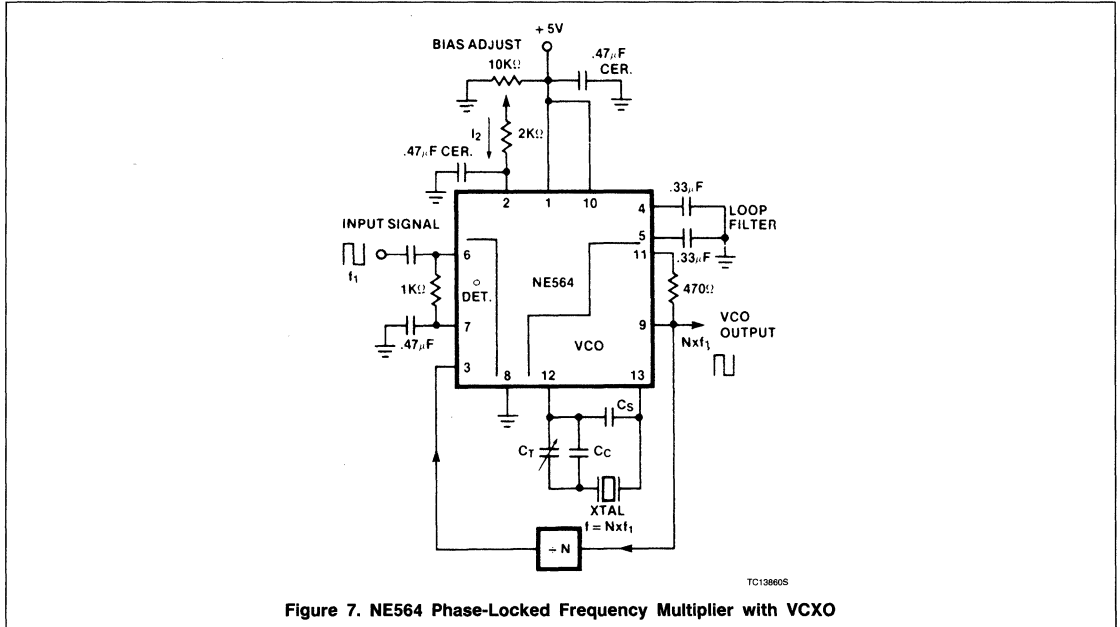 + 5V
BIAS ADJUST
10KΩ
.47µF
CER.
I2
2KΩ
.47µF CER.
2
1
10
4
.33µF
LOOP
FILTER
5
.33µF
11
INPUT SIGNAL
f1
6
1KΩ
DET.
NE564
470Ω
7
.47µF
9
VCO
OUTPUT
Nxf1
VCO
3
8
12
13
CS
CT
CC
XTAL
f = Nxf1
÷ N
TC13860S
Figure 7. NE564 Phase-Locked Frequency Multiplier with VCXO